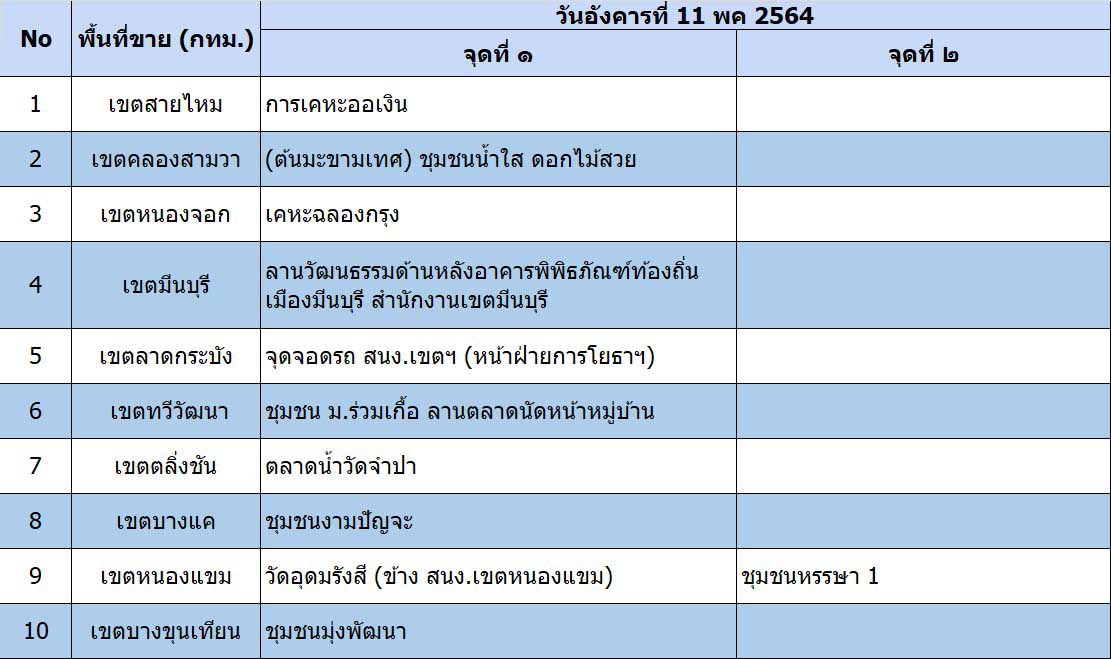 No พื้นที่ขาย (กทม.) วันอังคารที่ 11 พค 2564
จุดที่ ๑ จุดที่ ๒
1 เขตสายไหม การเคหะออเงิน
2 เขตคลองสามวา (ต้นมะขามเทศ) ชุมชนน้ำใส ดอกไม้สวย
3 เขตหนองจอก เคหะฉลองกรุง
4 เขตมีนบุรี ลานวัฒนธรรมด้านหลังอาคารพิพิธภัณฑ์ท้องถิ่น
เมืองมีนบุรี สำนักงานเขตมีนบุรี
5 เขตลาดกระบัง จุดจอดรถ สนง.เขตฯ (หน้าฝ่ายการโยธาฯ)
6 เขตทวีวัฒนา ชุมชน ม.ร่วมเกื้อ ลานตลาดนัดหน้าหมู่บ้าน
7 เขตตลิ่งชัน ตลาดน้ำวัดจำปา
8 เขตบางแค ชุมชนงามปัญจะ
9 เขตหนองแขม วัดอุดมรังสี (ข้าง สนง.เขตหนองแขม) ชุมชนหรรษา 1
10 เขตบางขุนเทียน ชุมชนมุ่งพัฒนา